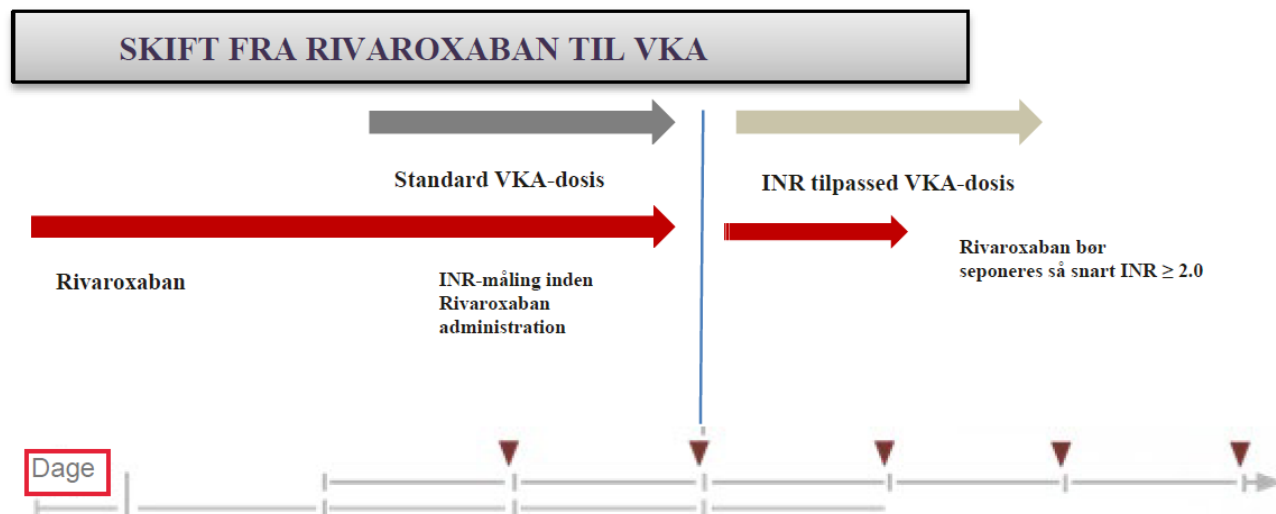 SKIFT FRA RIVAROXABAN TIL VKA
Standard VKA-dosis
INR tilpassed VKA-dosis
Rivaroxaban
INR-måling inden
Rivaroxaban
administration
Rivaroxaban bør
seponeres så snart INR ≥ 2.0
Dage